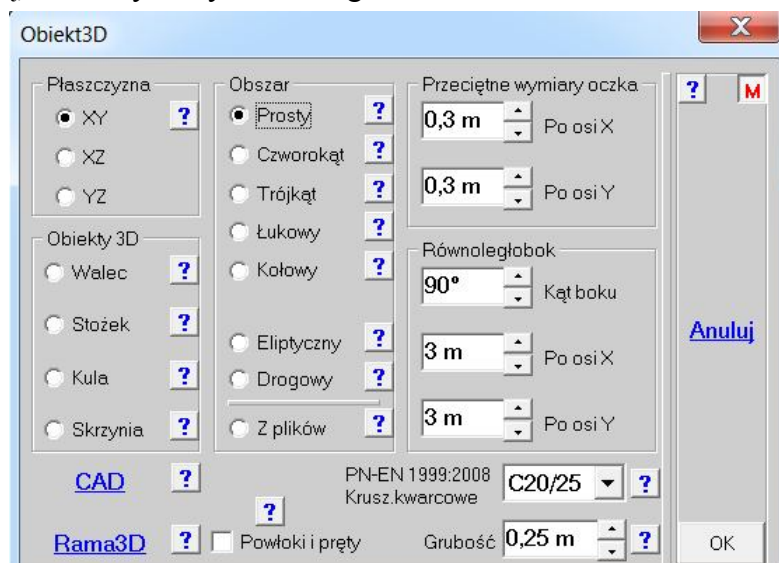 Obiekt3D
X
Płaszczyzna
XY ?
XZ
YZ
Obiekty 3D
Walec ?
Stożek ?
Kula ?
Skrzynia ?
Obszar
Prosty ?
Czworokąt ?
Trójkąt ?
Łukowy ?
Kołowy ?
Eliptyczny ?
Drogowy ?
Z plików ?
Przeciętne wymiary oczka
0,3 m Po osi X
0,3 m Po osi Y
Równoległobok
90° Kąt boku
3 m Po osi X
3 m Po osi Y
? M
Anuluj
CAD ?
PN-EN 1999:2008
Krusz.kwarcowe
C20/25 ?
?
Rama3D ? Powłoki i pręty Grubość 0,25 m ? OK